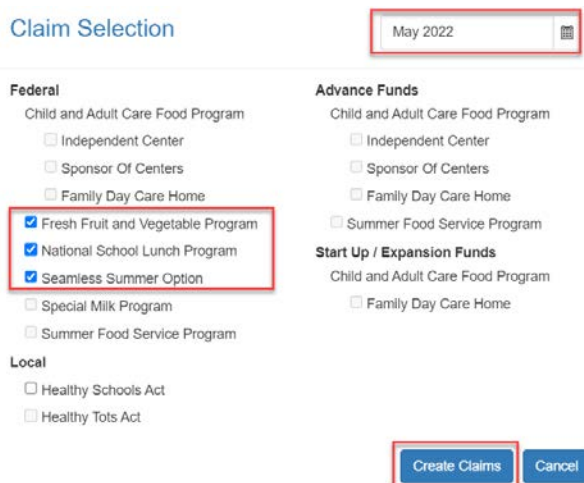 Claim Selection
May 2022
Federal
Child and Adult Care Food Program
Independent Center
Sponsor Of Centers
Family Day Care Home
Fresh Fruit and Vegetable Program
National School Lunch Program
Seamless Summer Option
Special Milk Program
Summer Food Service Program
Local
Healthy Schools Act
Healthy Tots Act
Advance Funds
Child and Adult Care Food Program
Independent Center
Sponsor Of Centers
Family Day Care Home
Summer Food Service Program
Start Up / Expansion Funds
Child and Adult Care Food Program
Family Day Care Home
Create Claims
Cancel